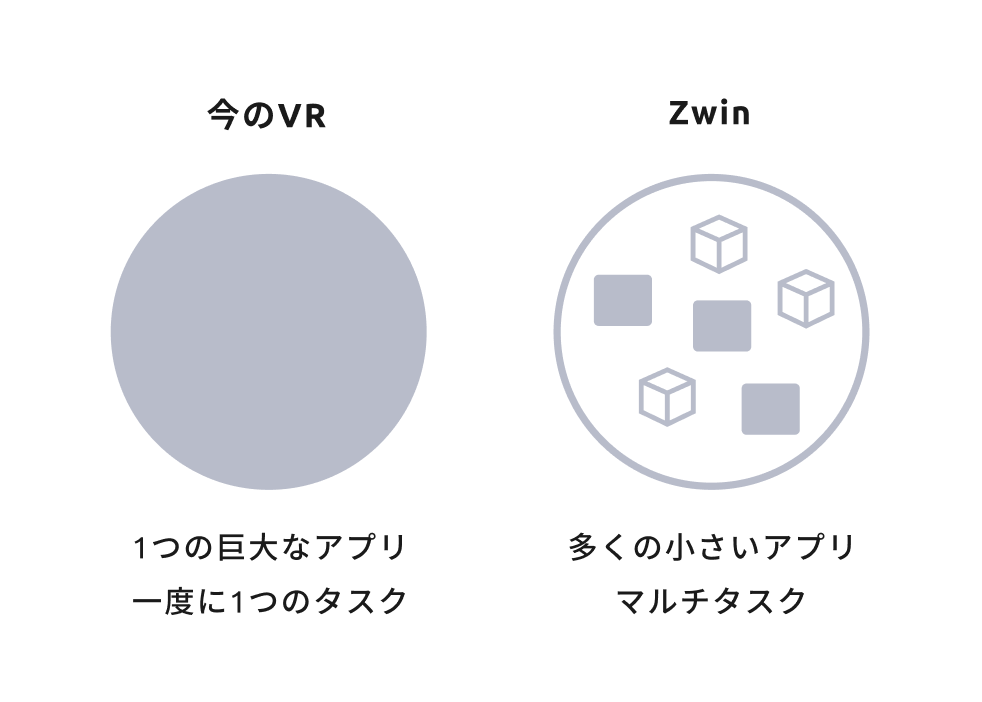 今のVR
1つの巨大なアプリ
一度に1つのタスク
Zwin
多くの小さいアプリ
マルチタスク